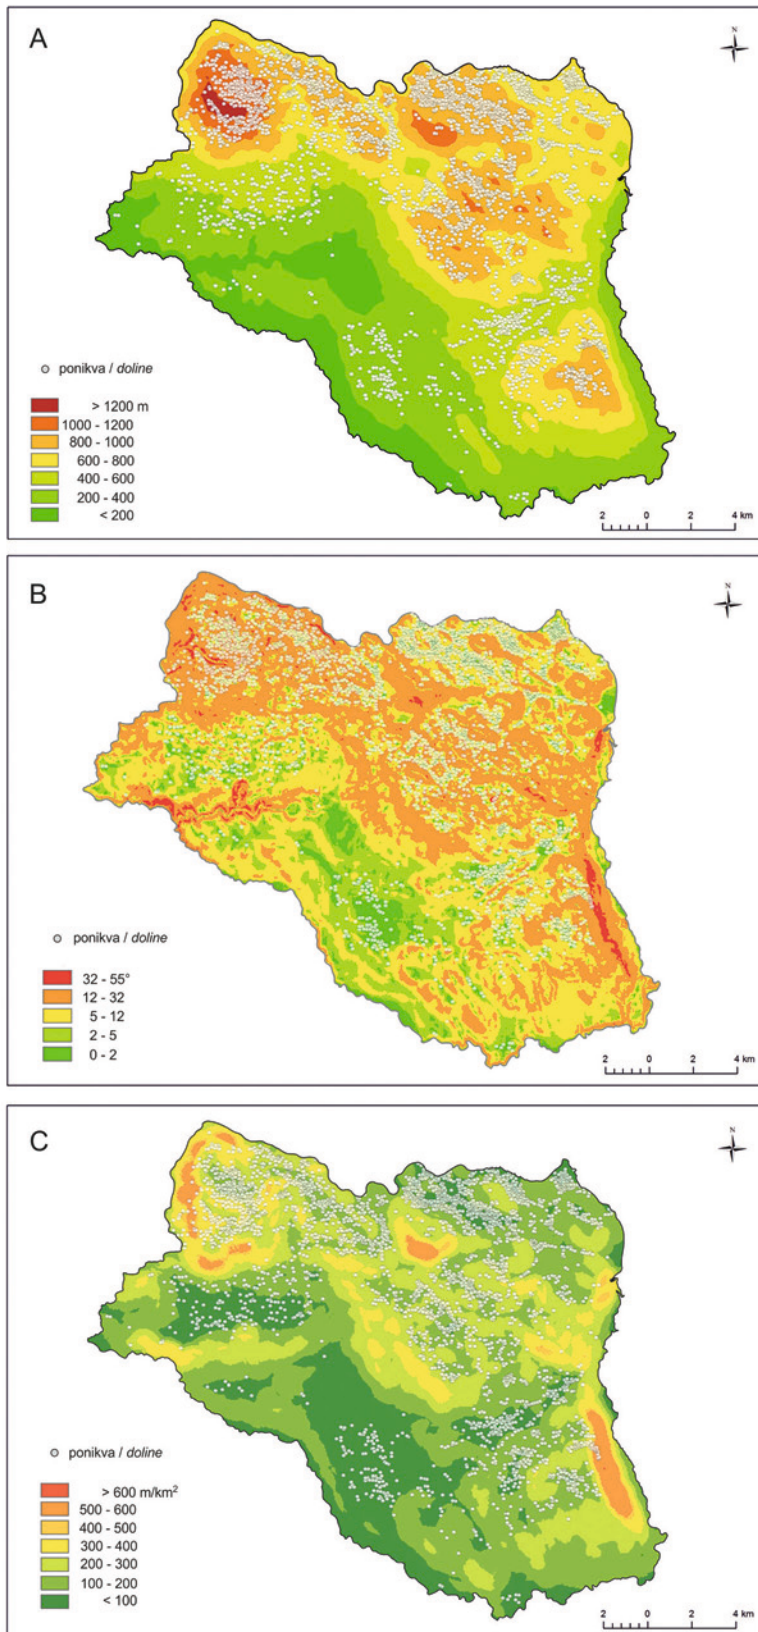 A
N
ponikva / doline
> 1200 m
1000 - 1200
800 - 1000
600 - 800
400 - 600
200 - 400
< 200
2 0 2 4 km
B
N
ponikva / doline
32 - 55°
12 - 32
5 - 12
2 - 5
0 - 2
2 0 2 4 km
C
N
ponikva / doline
> 600 m/km²
500 - 600
400 - 500
300 - 400
200 - 300
100 - 200
< 100
2 0 2 4 km